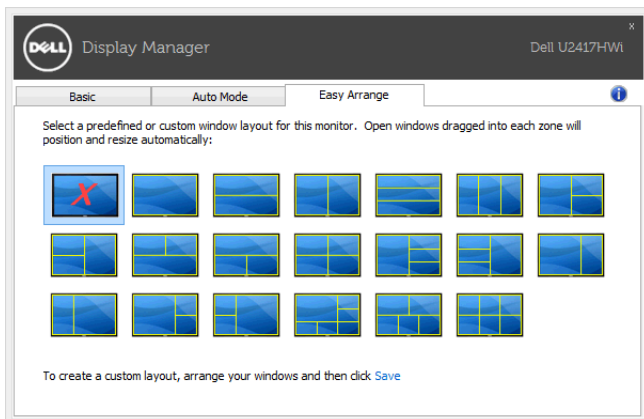 DELL Display Manager Dell U2417HWi x
Basic Auto Mode Easy Arrange i
Select a predefined or custom window layout for this monitor. Open windows dragged into each zone will
position and resize automatically:
X
To create a custom layout, arrange your windows and then click Save